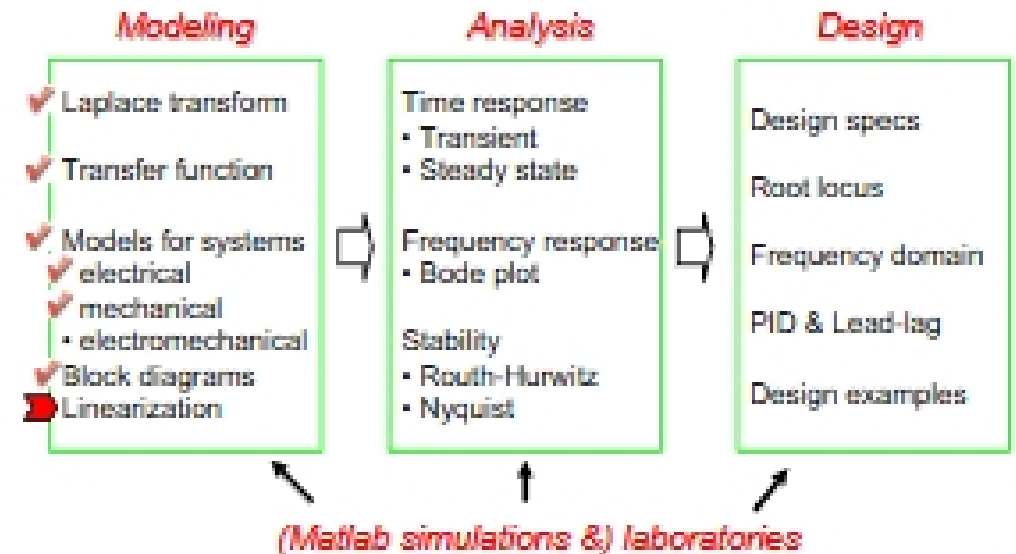 Modeling
Laplace transform
Transfer function
Models for systems
electrical
mechanical
• electromechanical
Block diagrams
Linearization
Analysis
Time response
• Transient
• Steady state
Frequency response
• Bode plot
Stability
• Routh-Hurwitz
• Nyquist
Design
Design specs
Root locus
Frequency domain
PID & Lead-lag
Design examples
(Matlab simulations &) laboratories